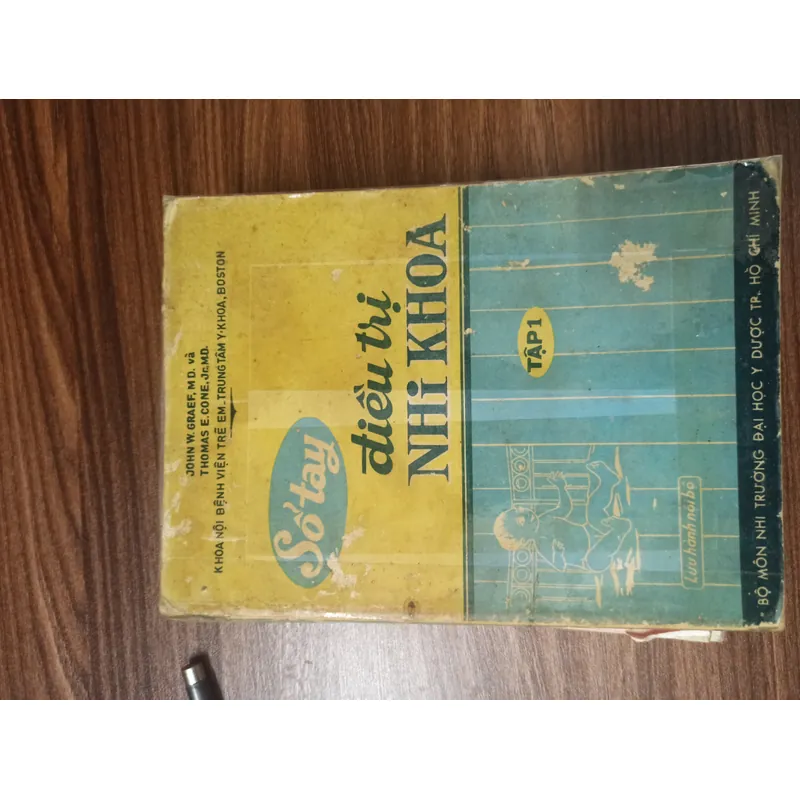 JOHN W. GRAEF, M D. và
THOMAS E. CONE, Jr., M.D.
KHOA NỘI BỆNH VIỆN TRẺ EM - TRUNG TÂM Y-KHOA, BOSTON
Sổ tay
điều trị
NHi KHOA
TẬP 1
Lưu hành nội bộ
BỘ MÔN NHI TRƯỜNG ĐẠI HỌC Y DƯỢC TP. HỒ CHÍ MINH